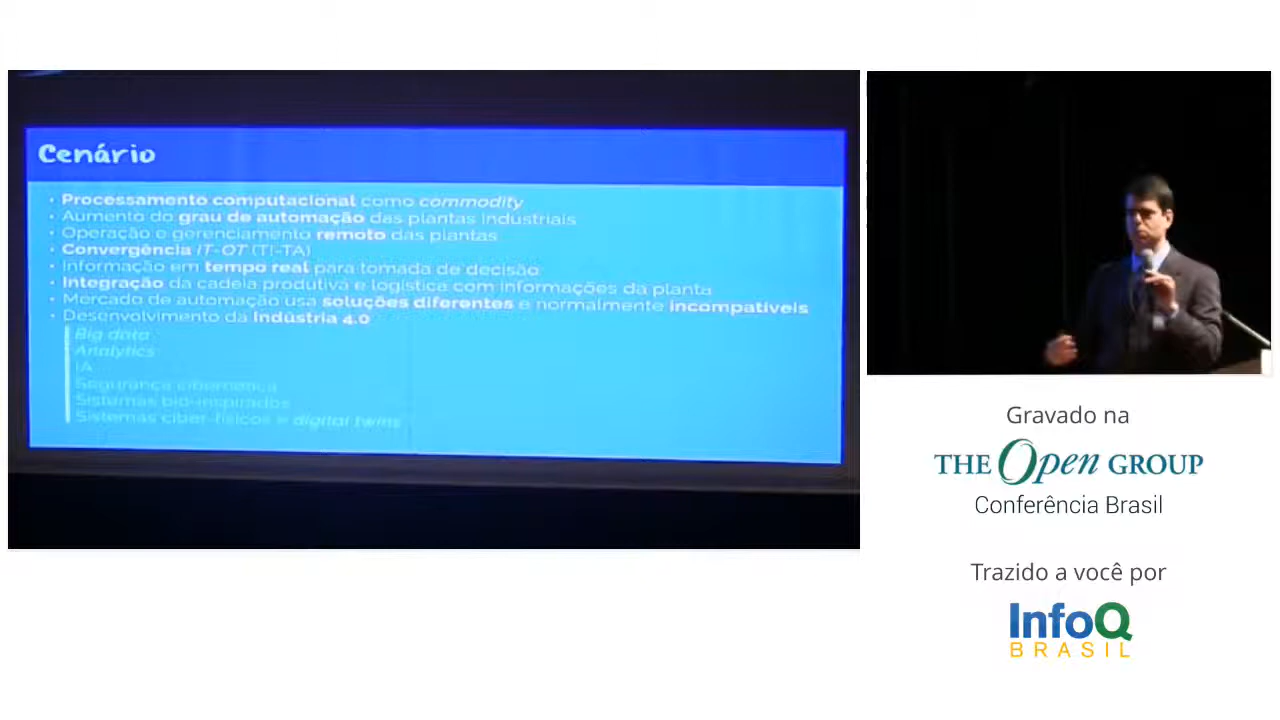 Cenário
• Processamento computacional como commodity
• Aumento do grau de automação das plantas industriais
• Operação e gerenciamento remoto das plantas
• Convergência IT-OT (TI-TA)
• Informação em tempo real para tomada de decisão
• Integração da cadeia produtiva e logística com informações da planta
• Mercado de automação usa soluções diferentes e normalmente incompatíveis
• Desenvolvimento da Indústria 4.0
Big data
Analytics
IA
Segurança cibernética
Sistemas bio-inspirados
Sistemas ciber-físicos e digital twins
Gravado na
THE Open GROUP
Conferência Brasil
Trazido a você por
InfoQ
BRASIL